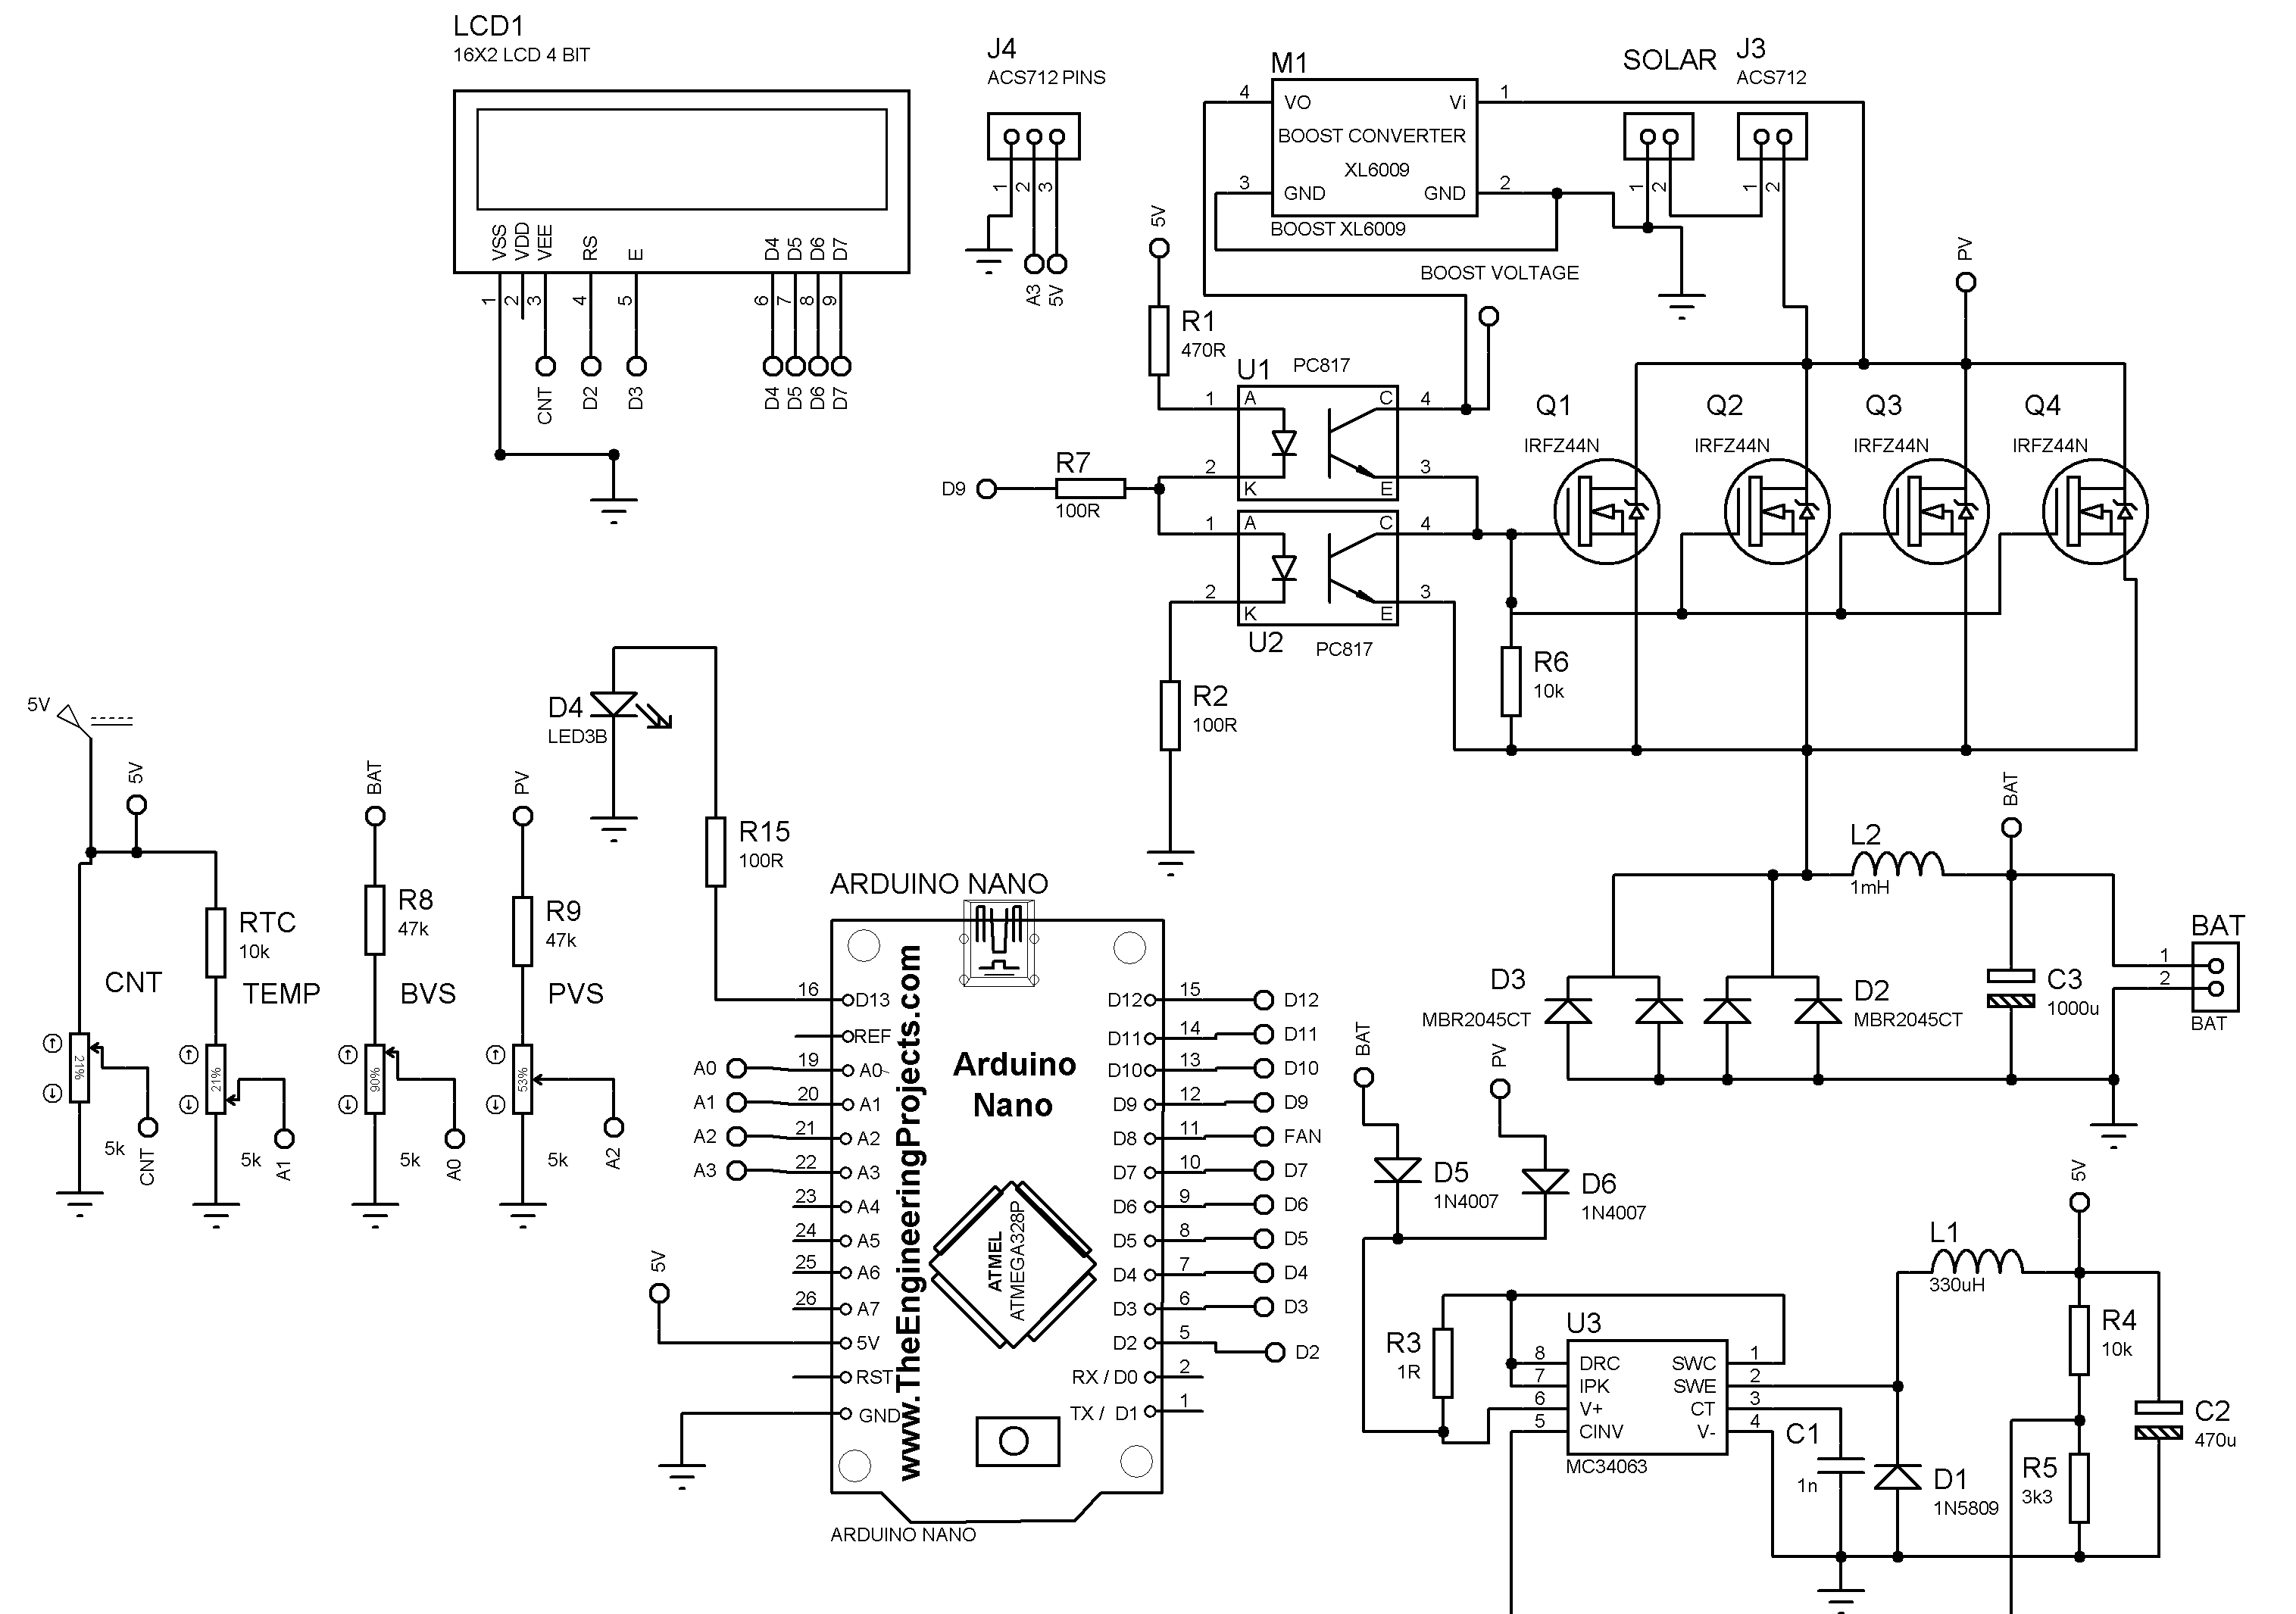 LCD1
16X2 LCD 4 BIT
VSS
VDD
VEE
RS
E
D4
D5
D6
D7
1
2
3
4
5
6
7
8
9
CNT
D2
D3
D4
D5
D6
D7
J4
ACS712 PINS
1
2
3
A3
5V
M1
4
VO
Vi
1
BOOST CONVERTER
XL6009
3
GND
GND
2
BOOST XL6009
BOOST VOLTAGE
SOLAR
1
2
J3
ACS712
1
2
PV
5V
R1
470R
U1
PC817
1
A
C
4
2
K
E
3
D9
R7
100R
1
A
C
4
2
K
E
3
U2
PC817
R2
100R
Q1
IRFZ44N
Q2
IRFZ44N
Q3
IRFZ44N
Q4
IRFZ44N
R6
10k
5V
5V
BAT
PV
D4
LED3B
R15
100R
RTC
10k
R8
47k
R9
47k
CNT
TEMP
BVS
PVS
21%
21%
90%
53%
5k
CNT
5k
A1
5k
A0
5k
A2
ARDUINO NANO
www.TheEngineeringProjects.com
Arduino
Nano
ATMEL
ATMEGA328P
16
D13
REF
A0
19
A0
A1
20
A1
A2
21
A2
A3
22
A3
23
A4
24
A5
25
A6
26
A7
5V
5V
RST
GND
D12
15
D12
D11
14
D11
D10
13
D10
D9
12
D9
D8
11
FAN
D7
10
D7
D6
9
D6
D5
8
D5
D4
7
D4
D3
6
D3
D2
5
D2
RX / D0
2
TX / D1
1
ARDUINO NANO
BAT
L2
1mH
D3
MBR2045CT
D2
MBR2045CT
C3
1000u
BAT
1
2
BAT
BAT
PV
D5
1N4007
D6
1N4007
5V
L1
330uH
R3
1R
U3
8
DRC
SWC
1
7
IPK
SWE
2
6
V+
CT
3
5
CINV
V-
4
MC34063
C1
1n
D1
1N5809
R4
10k
R5
3k3
C2
470u